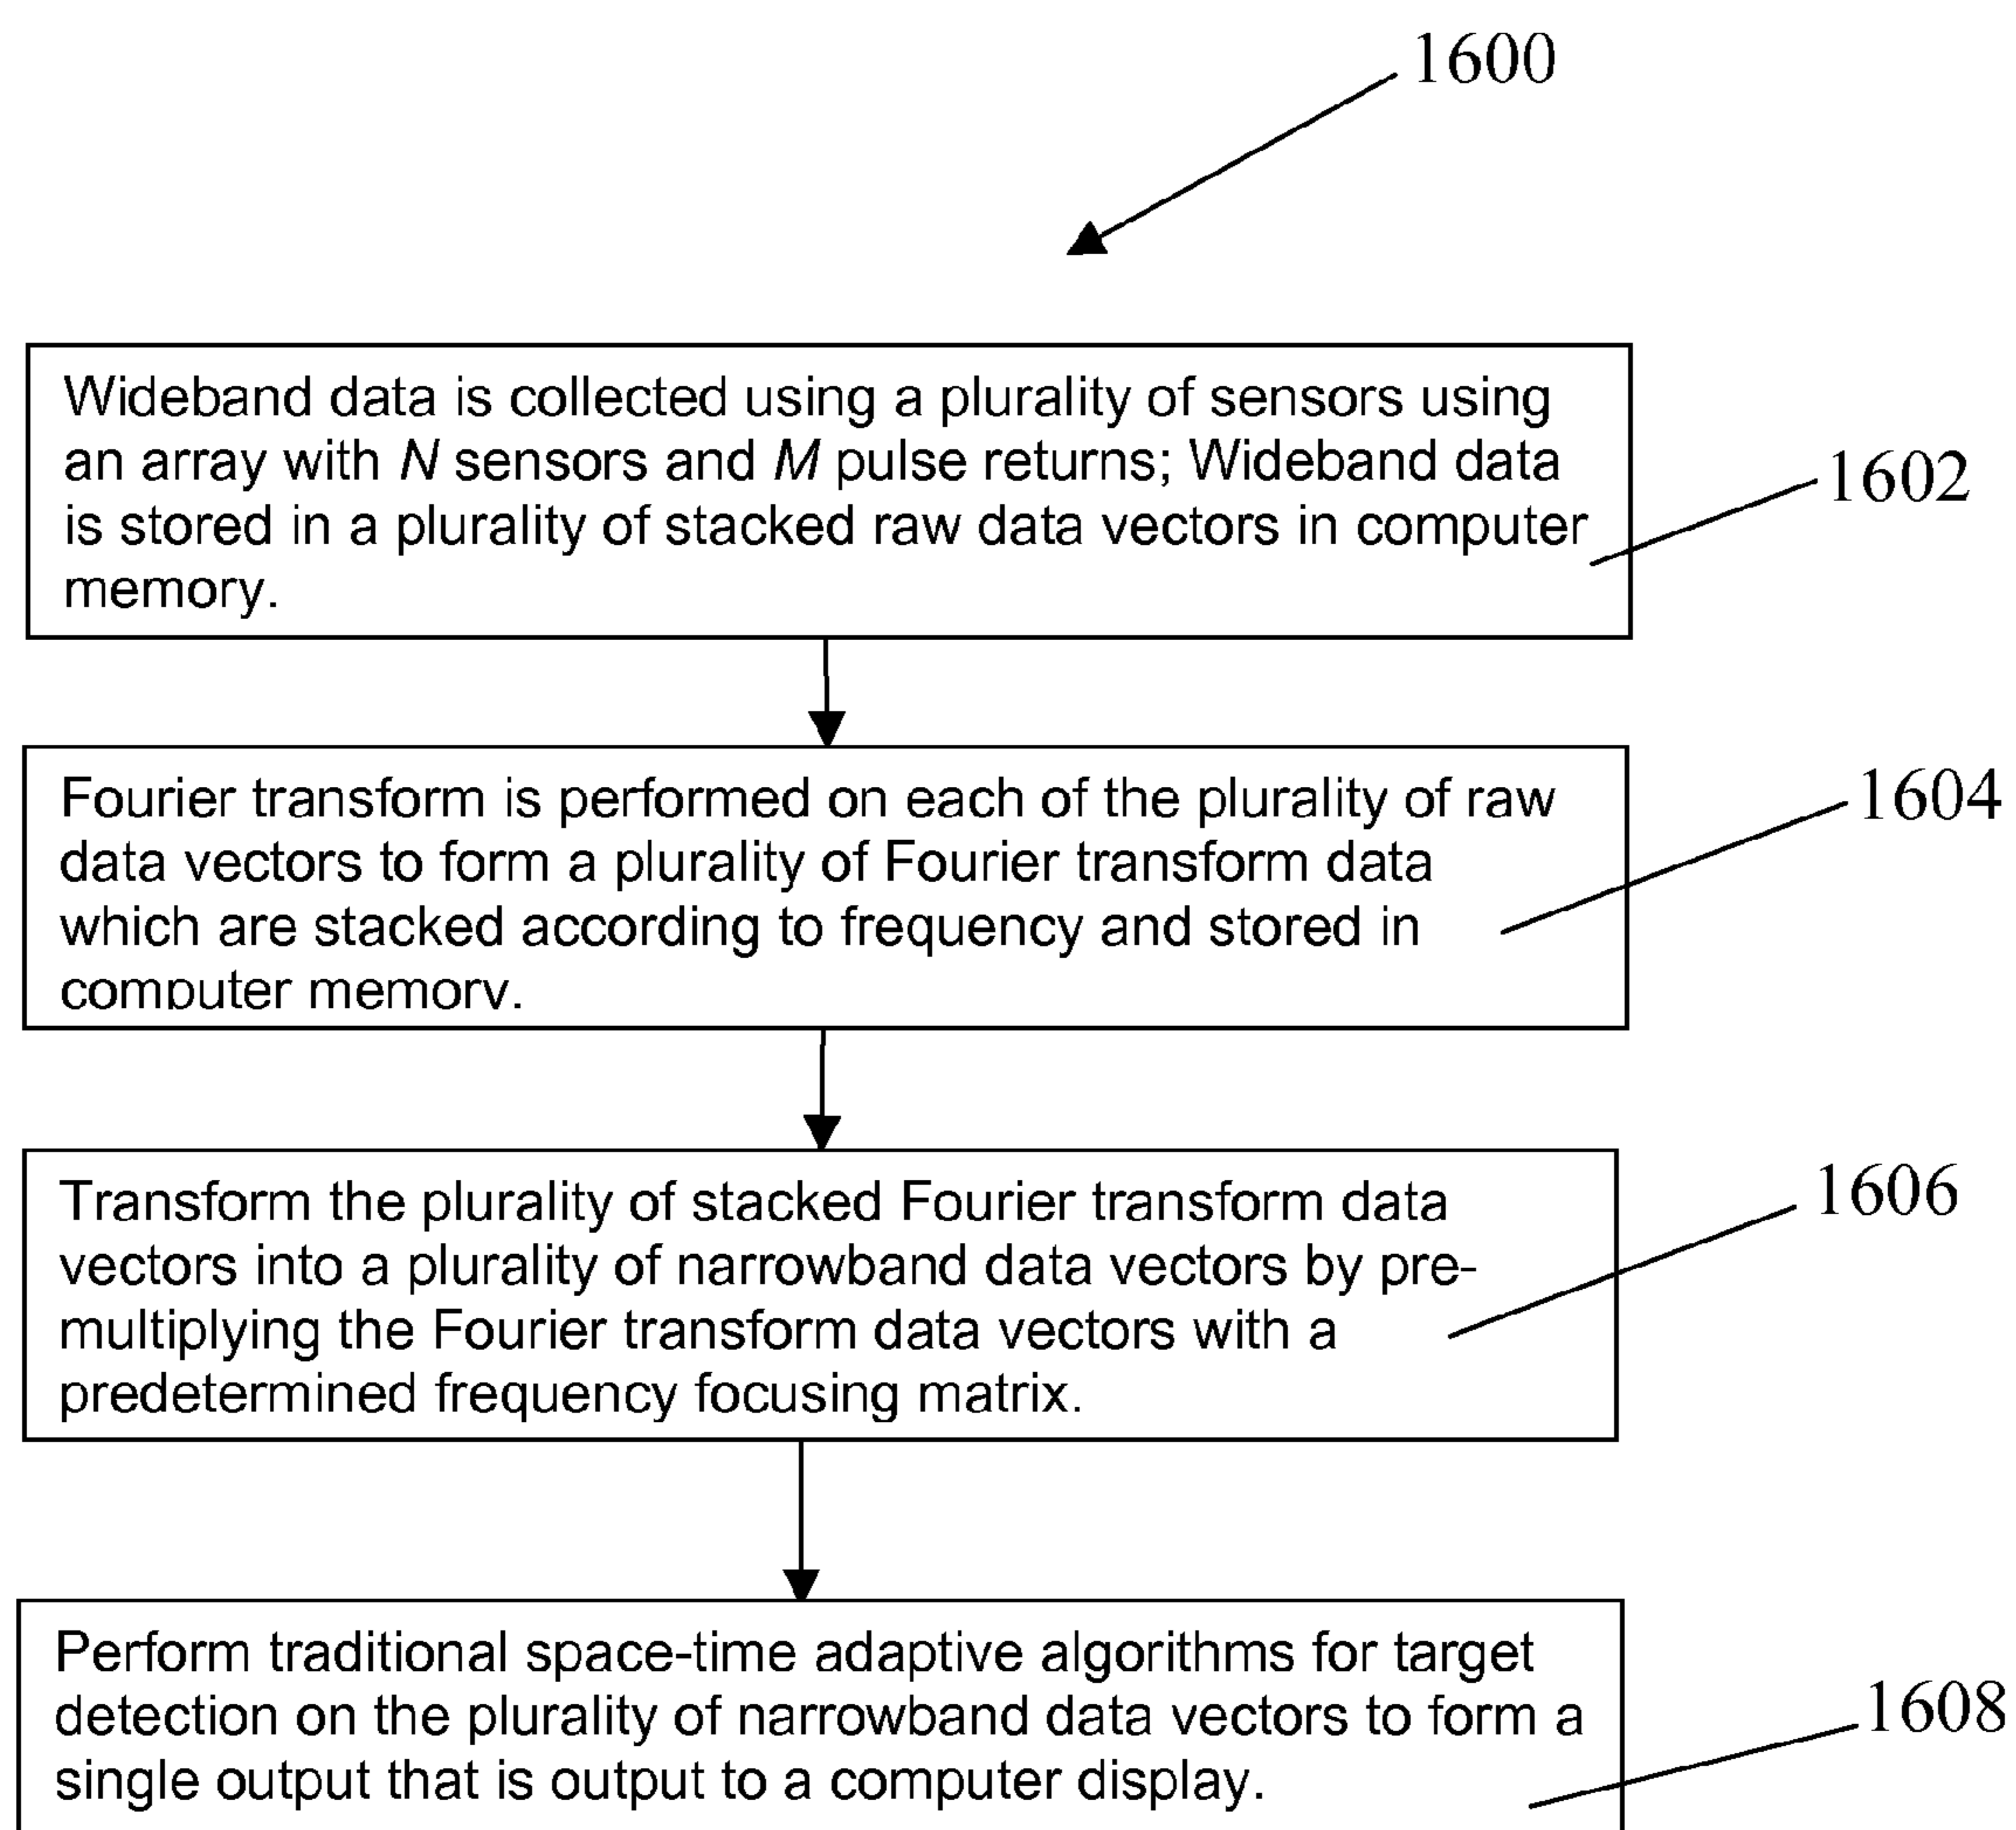 1600
Wideband data is collected using a plurality of sensors using
an array with N sensors and M pulse returns; Wideband data
is stored in a plurality of stacked raw data vectors in computer
memory.
1602
Fourier transform is performed on each of the plurality of raw
data vectors to form a plurality of Fourier transform data
which are stacked according to frequency and stored in
computer memory.
1604
Transform the plurality of stacked Fourier transform data
vectors into a plurality of narrowband data vectors by pre-
multiplying the Fourier transform data vectors with a
predetermined frequency focusing matrix.
1606
Perform traditional space-time adaptive algorithms for target
detection on the plurality of narrowband data vectors to form a
single output that is output to a computer display.
1608